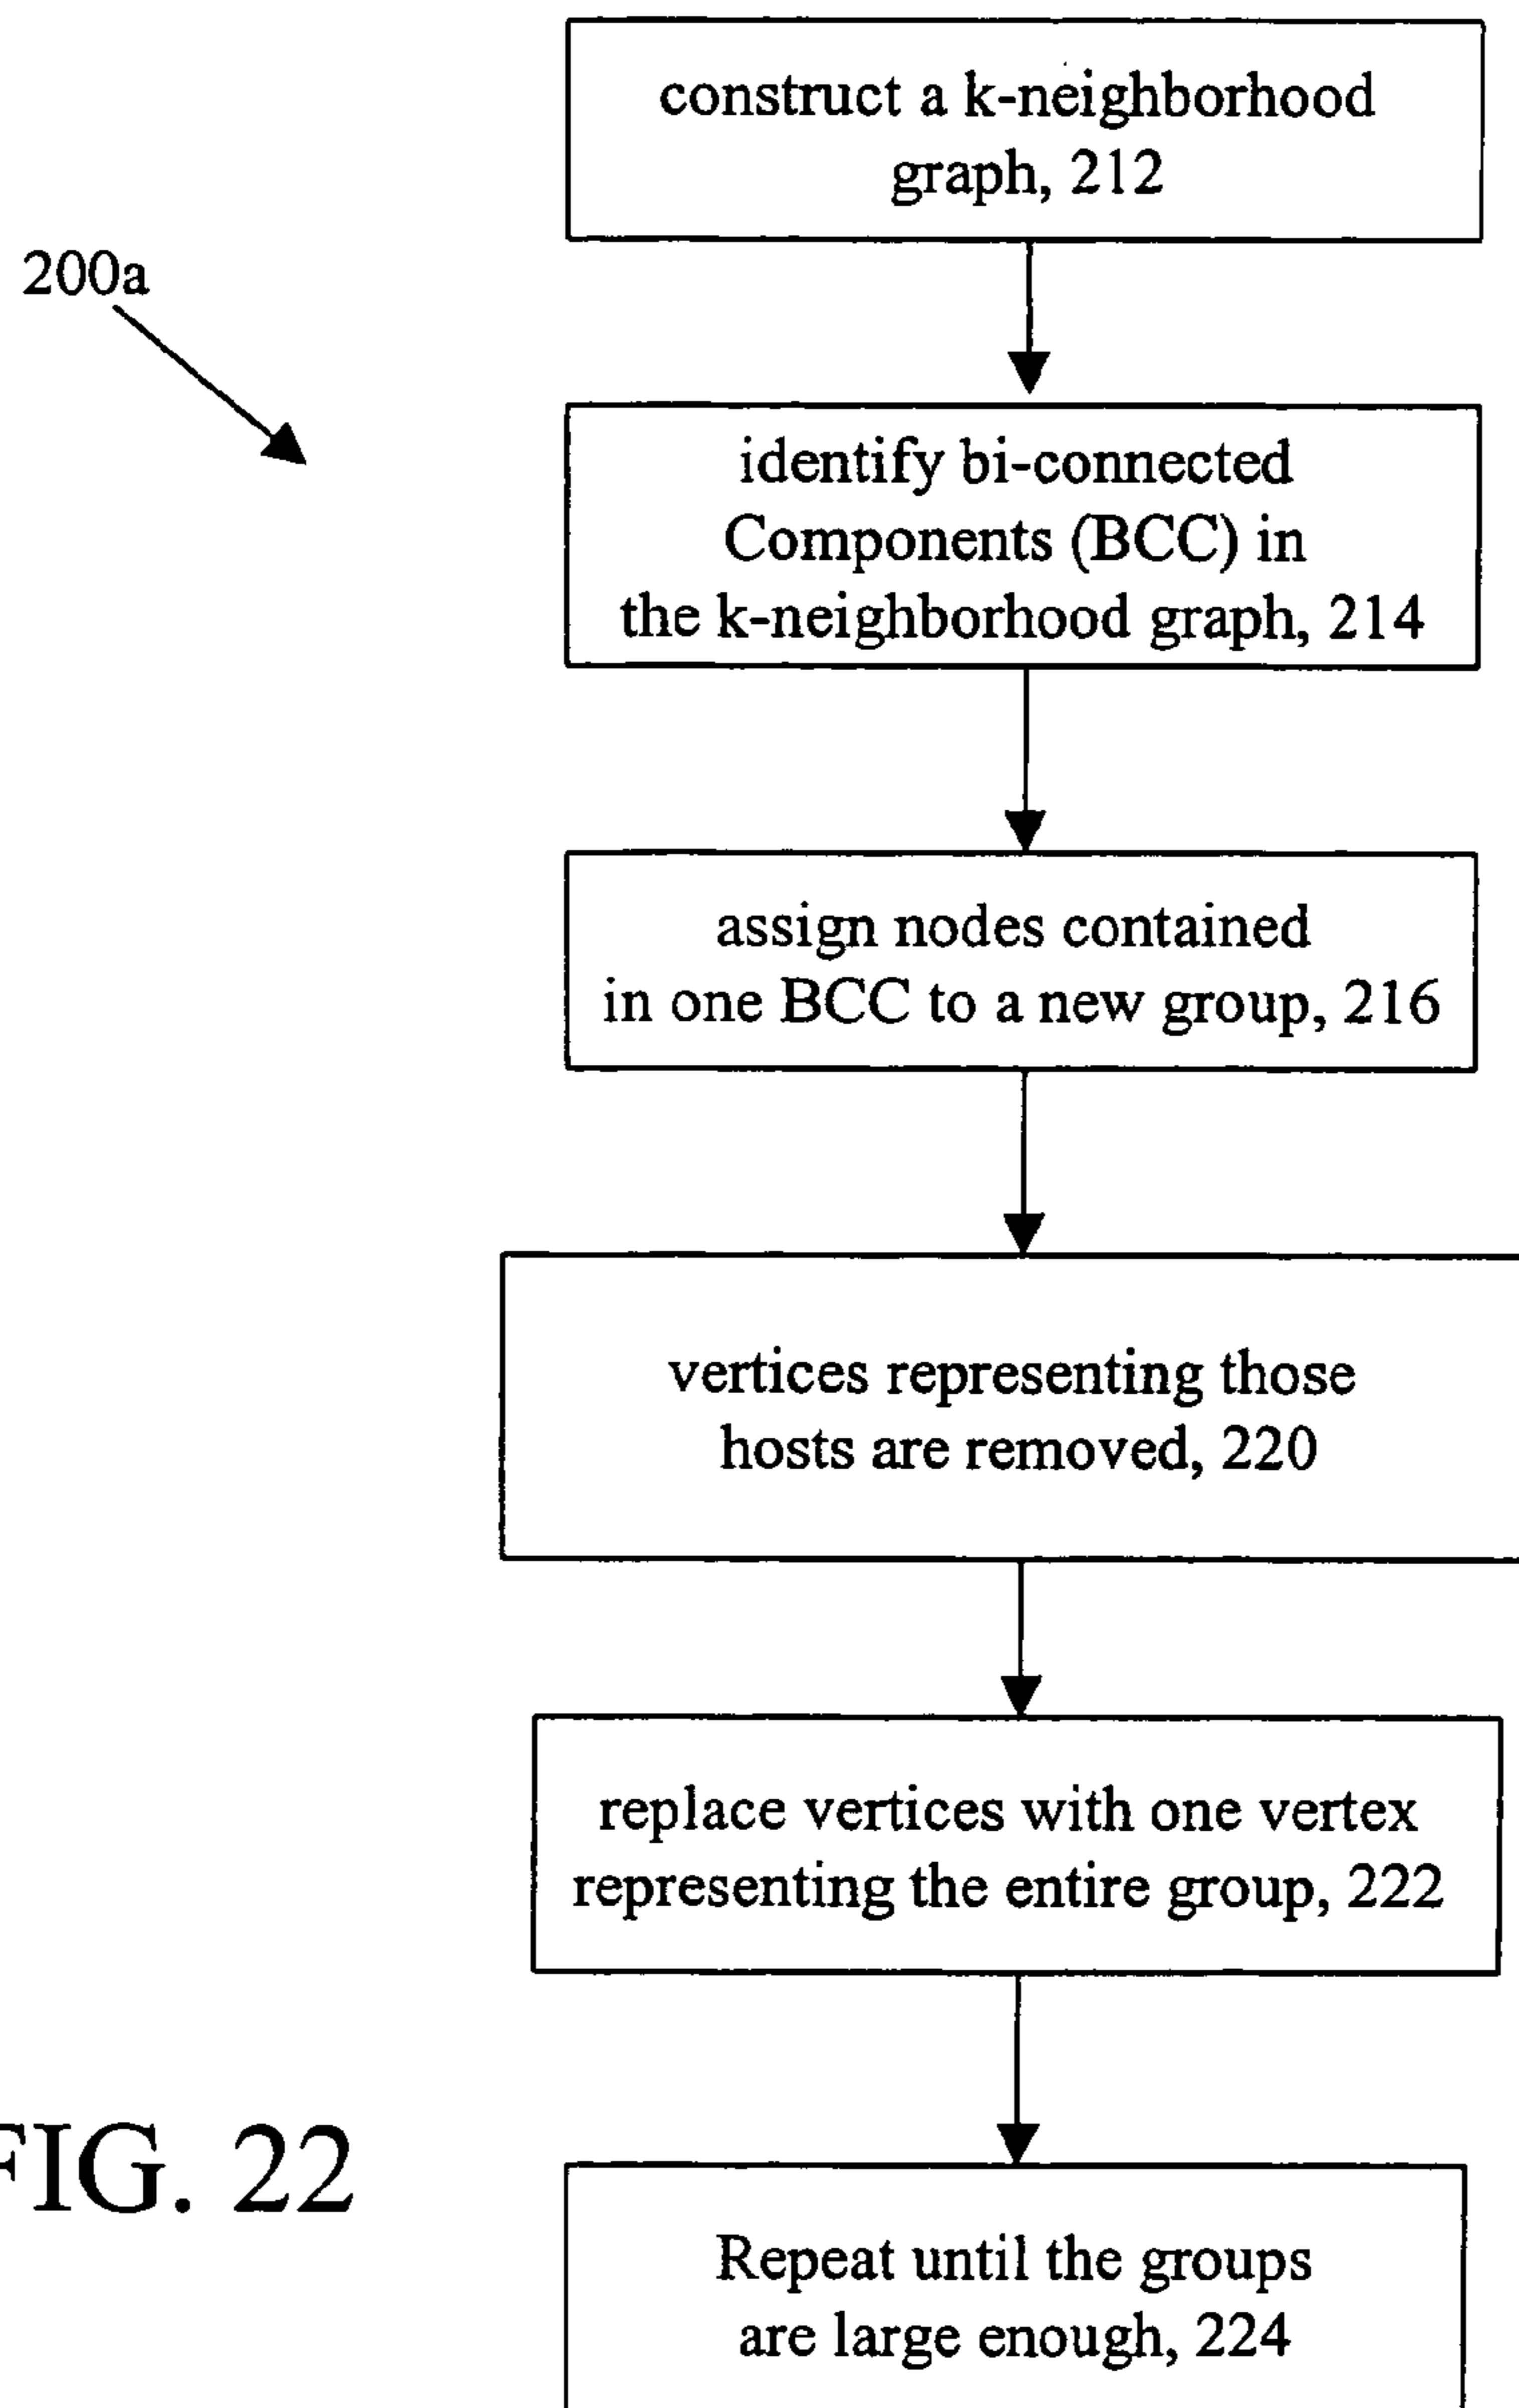 construct a k-neighborhood
graph, 212
200a
identify bi-connected
Components (BCC) in
the k-neighborhood graph, 214
assign nodes contained
in one BCC to a new group, 216
vertices representing those
hosts are removed, 220
replace vertices with one vertex
representing the entire group, 222
FIG. 22
Repeat until the groups
are large enough, 224